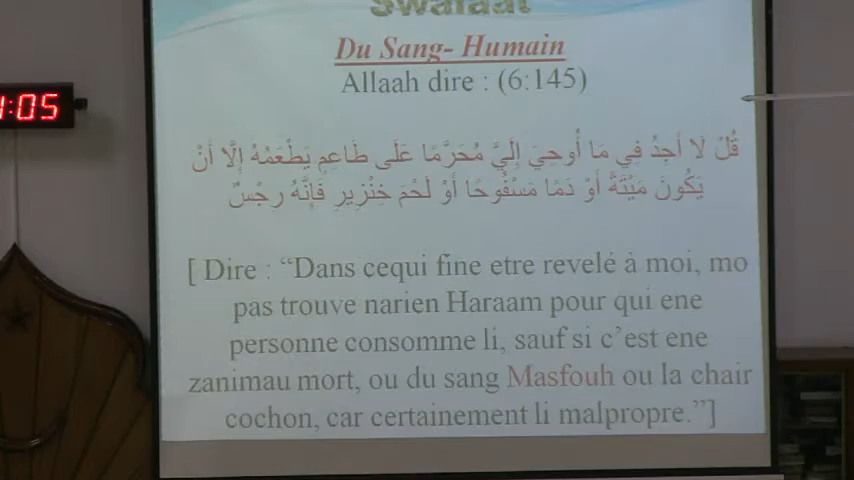 Swalaat
Du Sang- Humain
Allaah dire : (6:145)
1:05
قُلْ لَا أَجِدُ فِي مَا أُوحِيَ إِلَيَّ مُحَرَّمًا عَلَى طَاعِمٍ يَطْعَمُهُ إِلَّا أَنْ
يَكُونَ مَيْتَةً أَوْ دَمًا مَسْفُوحًا أَوْ لَحْمَ خِنْزِيرٍ فَإِنَّهُ رِجْسٌ
[ Dire : “Dans cequi fine etre revelé à moi, mo
pas trouve narien Haraam pour qui ene
personne consomme li, sauf si c’est ene
zanimau mort, ou du sang Masfouh ou la chair
cochon, car certainement li malpropre.”]